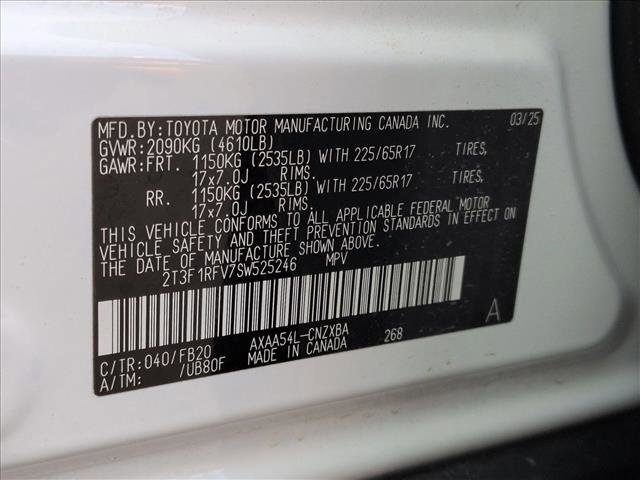 MFD.BY:TOYOTA MOTOR MANUFACTURING CANADA INC. 03/25
GVWR:2090KG (4610LB)
GAWR:FRT. 1150KG (2535LB) WITH 225/65R17 TIRES,
17x7.0J RIMS.
RR. 1150KG (2535LB) WITH 225/65R17 TIRES,
17x7.0J RIMS.
THIS VEHICLE CONFORMS TO ALL APPLICABLE FEDERAL MOTOR
VEHICLE SAFETY AND THEFT PREVENTION STANDARDS IN EFFECT ON
THE DATE OF MANUFACTURE SHOWN ABOVE.
2T3F1RFV7SW525246 MPV
A
C/TR:040/FB20 AXAA54L-CNZXBA 268
A/TM: /UB80F MADE IN CANADA